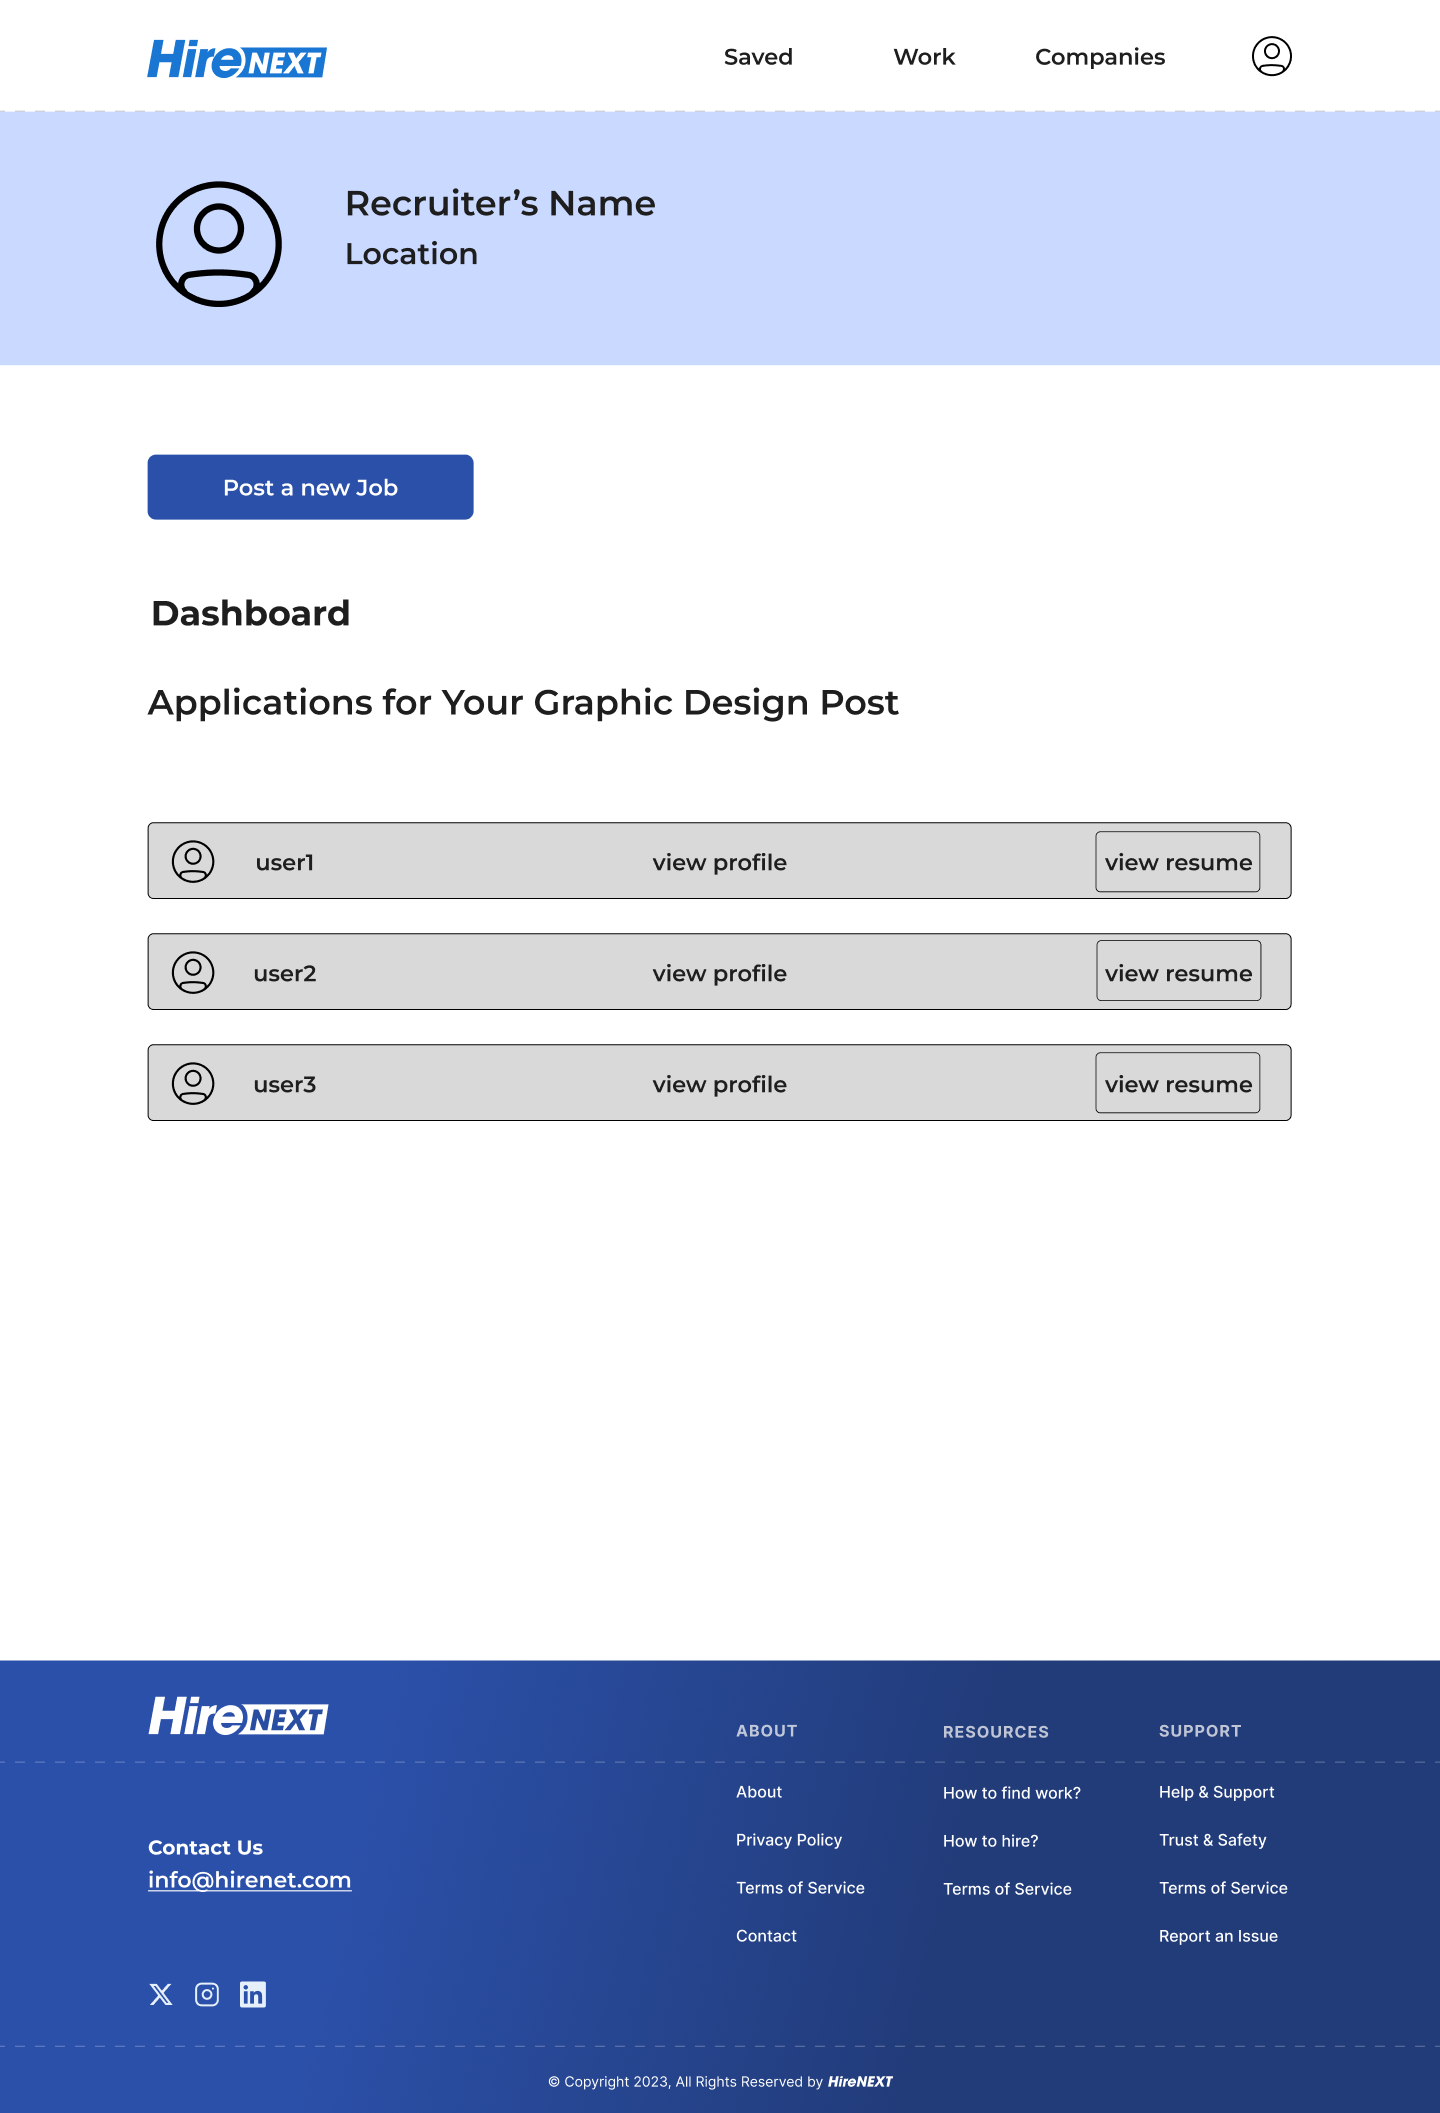 HireNEXT
Saved Work Companies
Recruiter’s Name
Location
Post a new Job
Dashboard
Applications for Your Graphic Design Post
user1 view profile view resume
user2 view profile view resume
user3 view profile view resume
HireNEXT
ABOUT
About
Privacy Policy
Terms of Service
Contact
RESOURCES
How to find work?
How to hire?
Terms of Service
SUPPORT
Help & Support
Trust & Safety
Terms of Service
Report an Issue
Contact Us
info@hirenet.com
© Copyright 2023, All Rights Reserved by HireNEXT